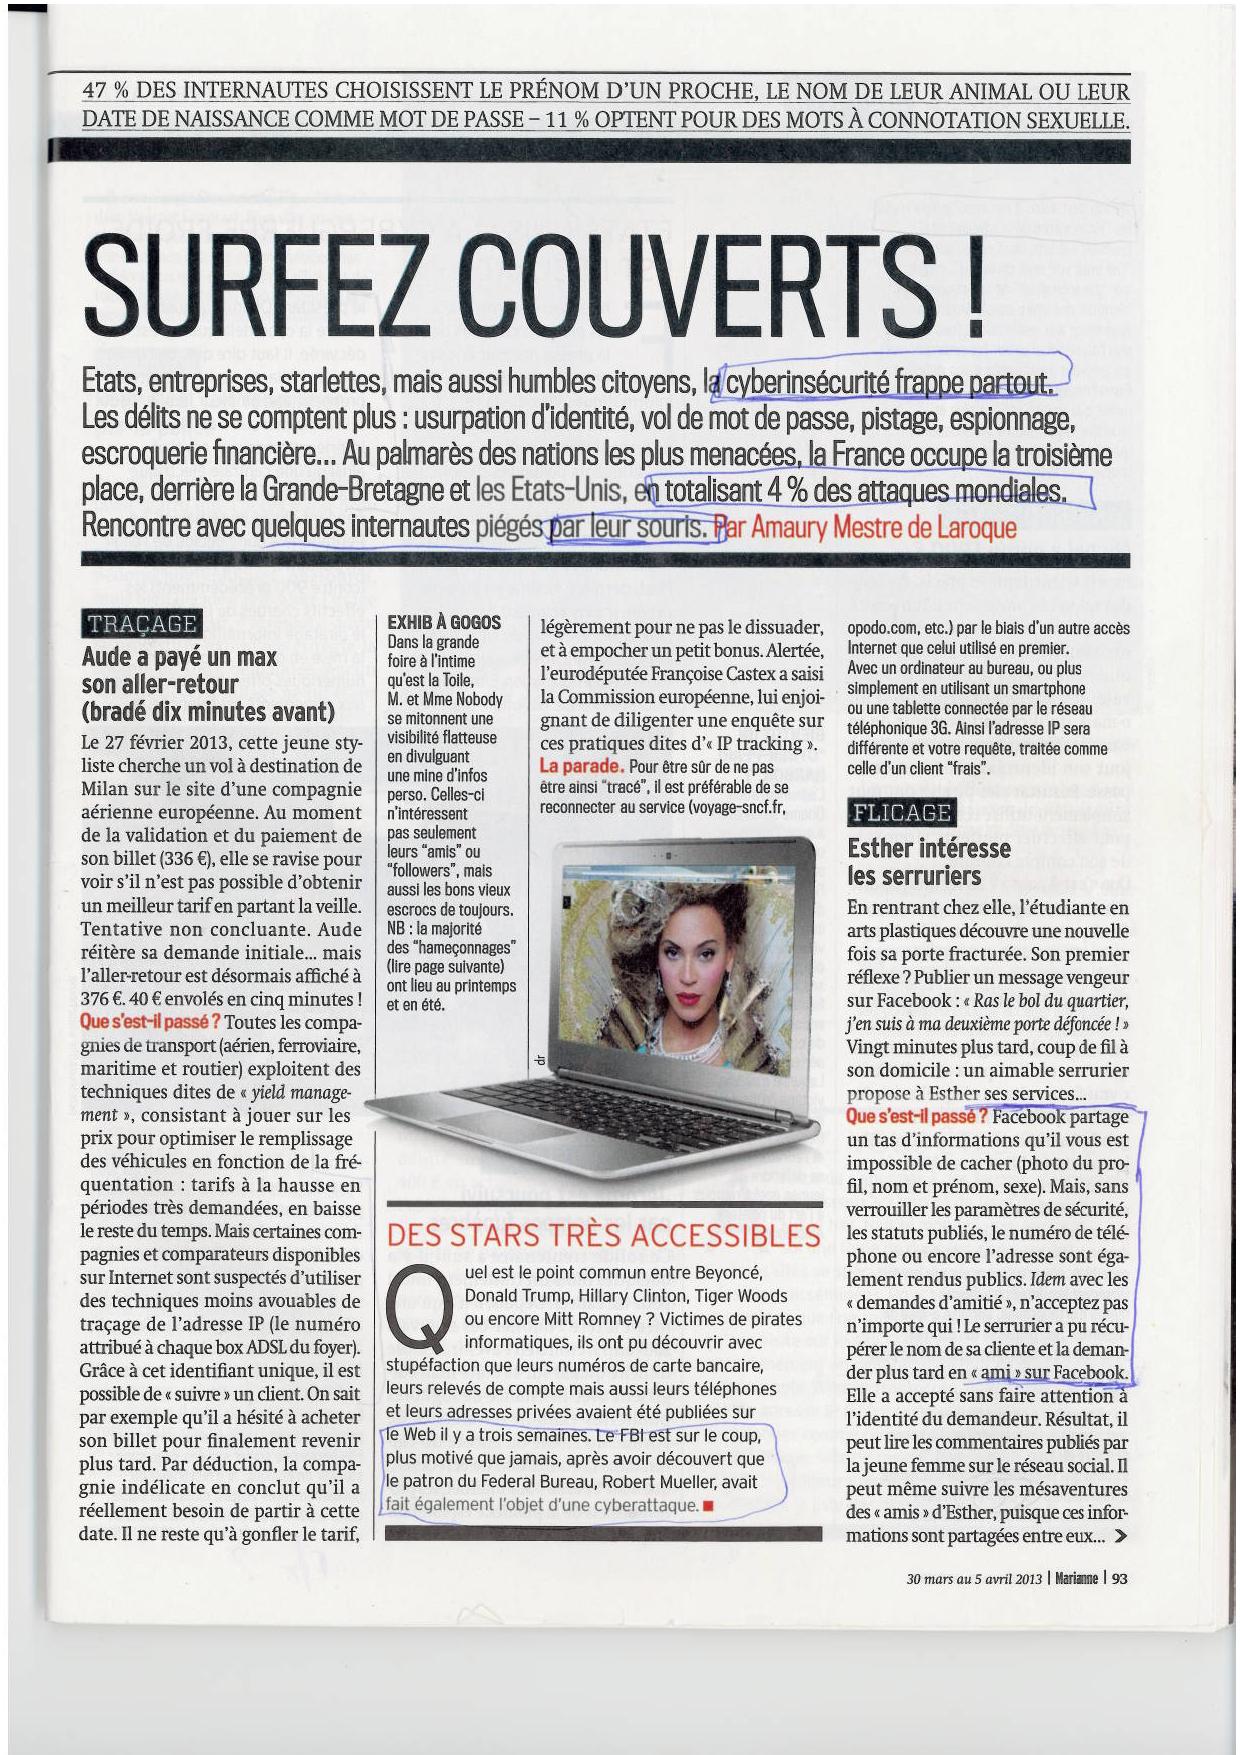 47 % DES INTERNAUTES CHOISISSENT LE PRÉNOM D'UN PROCHE, LE NOM DE LEUR ANIMAL OU LEUR
DATE DE NAISSANCE COMME MOT DE PASSE – 11 % OPTENT POUR DES MOTS À CONNOTATION SEXUELLE.
SURFEZ COUVERTS !
Etats, entreprises, starlettes, mais aussi humbles citoyens, la cyberinsécurité frappe partout.
Les délits ne se comptent plus : usurpation d'identité, vol de mot de passe, pistage, espionnage,
escroquerie financière... Au palmarès des nations les plus menacées, la France occupe la troisième
place, derrière la Grande-Bretagne et les Etats-Unis, en totalisant 4 % des attaques mondiales.
Rencontre avec quelques internautes piégés par leur souris. Par Amaury Mestre de Laroque
TRAÇAGE
Aude a payé un max
son aller-retour
(bradé dix minutes avant)
Le 27 février 2013, cette jeune sty-
liste cherche un vol à destination de
Milan sur le site d'une compagnie
aérienne européenne. Au moment
de la validation et du paiement de
son billet (336 €), elle se ravise pour
voir s'il n'est pas possible d'obtenir
un meilleur tarif en partant la veille.
Tentative non concluante. Aude
réitère sa demande initiale... mais
l'aller-retour est désormais affiché à
376 €. 40 € envolés en cinq minutes !
Que s'est-il passé ? Toutes les compa-
gnies de transport (aérien, ferroviaire,
maritime et routier) exploitent des
techniques dites de « yield manage-
ment », consistant à jouer sur les
prix pour optimiser le remplissage
des véhicules en fonction de la fré-
quentation : tarifs à la hausse en
périodes très demandées, en baisse
le reste du temps. Mais certaines com-
pagnies et comparateurs disponibles
sur Internet sont suspectés d'utiliser
des techniques moins avouables de
traçage de l'adresse IP (le numéro
attribué à chaque box ADSL du foyer).
Grâce à cet identifiant unique, il est
possible de « suivre » un client. On sait
par exemple qu'il a hésité à acheter
son billet pour finalement revenir
plus tard. Par déduction, la compa-
gnie indélicate en conclut qu'il a
réellement besoin de partir à cette
date. Il ne reste qu'à gonfler le tarif,
EXHIB À GOGOS
Dans la grande
foire à l'intime
qu'est la Toile,
M. et Mme Nobody
se mitonnent une
visibilité flatteuse
en divulguant
une mine d'infos
perso. Celles-ci
n'intéressent
pas seulement
leurs "amis" ou
"followers", mais
aussi les bons vieux
escrocs de toujours.
NB : la majorité
des "hameçonnages"
(lire page suivante)
ont lieu au printemps
et en été.
légèrement pour ne pas le dissuader,
et à empocher un petit bonus. Alertée,
l'eurodéputée Françoise Castex a saisi
la Commission européenne, lui enjoi-
gnant de diligenter une enquête sur
ces pratiques dites d'« IP tracking ».
La parade. Pour être sûr de ne pas
être ainsi "tracé", il est préférable de se
reconnecter au service (voyage-sncf.fr,
dr
DES STARS TRÈS ACCESSIBLES
Quel est le point commun entre Beyoncé,
Donald Trump, Hillary Clinton, Tiger Woods
ou encore Mitt Romney ? Victimes de pirates
informatiques, ils ont pu découvrir avec
stupéfaction que leurs numéros de carte bancaire,
leurs relevés de compte mais aussi leurs téléphones
et leurs adresses privées avaient été publiées sur
le Web il y a trois semaines. Le FBI est sur le coup,
plus motivé que jamais, après avoir découvert que
le patron du Federal Bureau, Robert Mueller, avait
fait également l'objet d'une cyberattaque. ■
opodo.com, etc.) par le biais d'un autre accès
Internet que celui utilisé en premier.
Avec un ordinateur au bureau, ou plus
simplement en utilisant un smartphone
ou une tablette connectée par le réseau
téléphonique 3G. Ainsi l'adresse IP sera
différente et votre requête, traitée comme
celle d'un client "frais".
FLICAGE
Esther intéresse
les serruriers
En rentrant chez elle, l'étudiante en
arts plastiques découvre une nouvelle
fois sa porte fracturée. Son premier
réflexe ? Publier un message vengeur
sur Facebook : « Ras le bol du quartier,
j'en suis à ma deuxième porte défoncée ! »
Vingt minutes plus tard, coup de fil à
son domicile : un aimable serrurier
propose à Esther ses services...
Que s'est-il passé ? Facebook partage
un tas d'informations qu'il vous est
impossible de cacher (photo du pro-
fil, nom et prénom, sexe). Mais, sans
verrouiller les paramètres de sécurité,
les statuts publiés, le numéro de télé-
phone ou encore l'adresse sont éga-
lement rendus publics. Idem avec les
« demandes d'amitié », n'acceptez pas
n'importe qui ! Le serrurier a pu récu-
pérer le nom de sa cliente et la deman-
der plus tard en « ami » sur Facebook.
Elle a accepté sans faire attention à
l'identité du demandeur. Résultat, il
peut lire les commentaires publiés par
la jeune femme sur le réseau social. Il
peut même suivre les mésaventures
des « amis » d'Esther, puisque ces infor-
mations sont partagées entre eux... >
30 mars au 5 avril 2013 | Marianne | 93